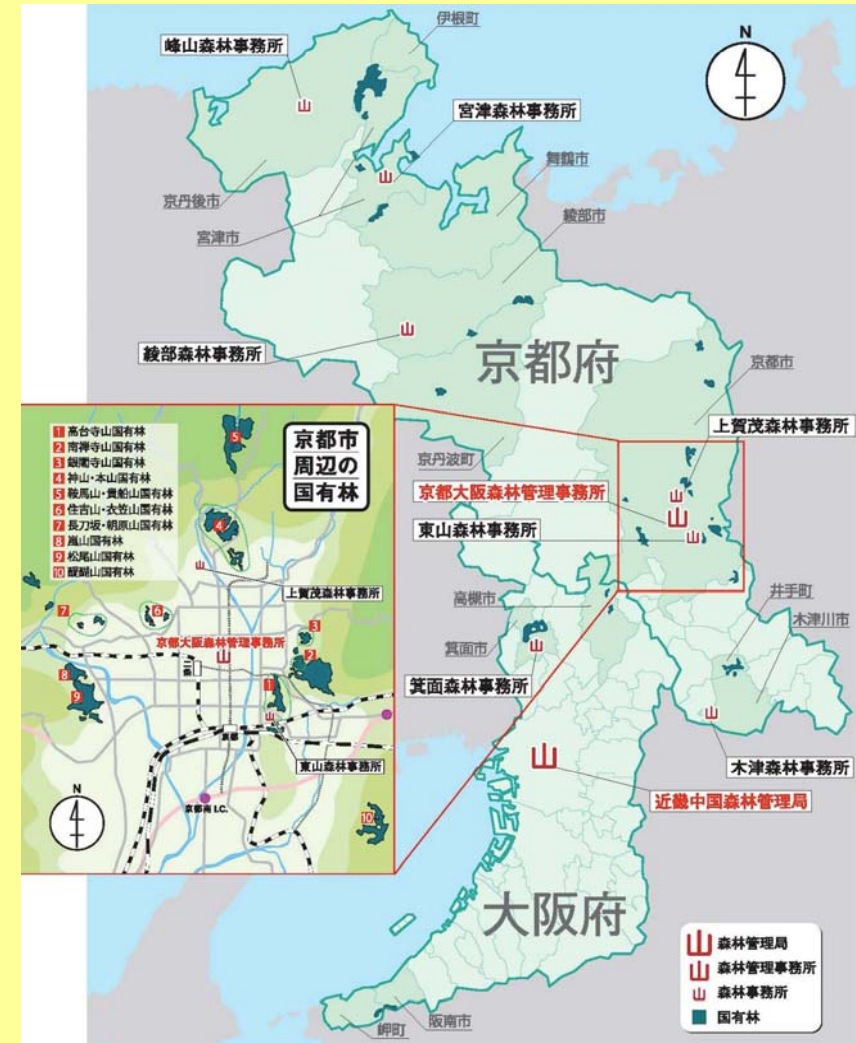 伊根町
峰山森林事務所
N
宮津森林事務所
舞鶴市
京丹後市
綾部市
宮津市
綾部森林事務所
京都府
京都市
上賀茂森林事務所
京丹波町
京都大阪森林管理事務所
東山森林事務所
高槻市
井手町
木津川市
箕面市
箕面森林事務所
木津森林事務所
近畿中国森林管理局
大阪府
阪南市
岬町
京都市
周辺の
国有林
1 高台寺山国有林
2 南禅寺山国有林
3 銀閣寺山国有林
4 神山・本山国有林
5 鞍馬山・貴船山国有林
6 住吉山・衣笠山国有林
7 長刀坂・朝原山国有林
8 嵐山国有林
9 松尾山国有林
10 醍醐山国有林
5
4
上賀茂森林事務所
7
6
3
京都大阪森林管理事務所
2
二条
8
1
9
京都
東山森林事務所
京都南I.C.
N
10
森林管理局
森林管理事務所
森林事務所
国有林